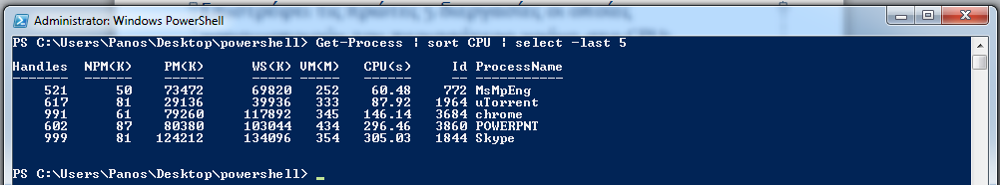 Administrator: Windows PowerShell
PS C:\Users\Panos\Desktop\powershell> Get-Process | sort CPU | select -last 5
Handles NPM(K) PM(K) WS(K) VM(M) CPU(s) Id ProcessName
------- ------ ----- ----- ----- ------ -- -----------
521 50 73472 69820 252 60.48 772 MsMpEng
617 81 29136 39936 333 87.92 1964 uTorrent
991 61 79260 117892 345 146.14 3684 chrome
602 87 80380 103044 434 296.46 3860 POWERPNT
999 81 124212 134096 354 305.03 1844 Skype
PS C:\Users\Panos\Desktop\powershell>